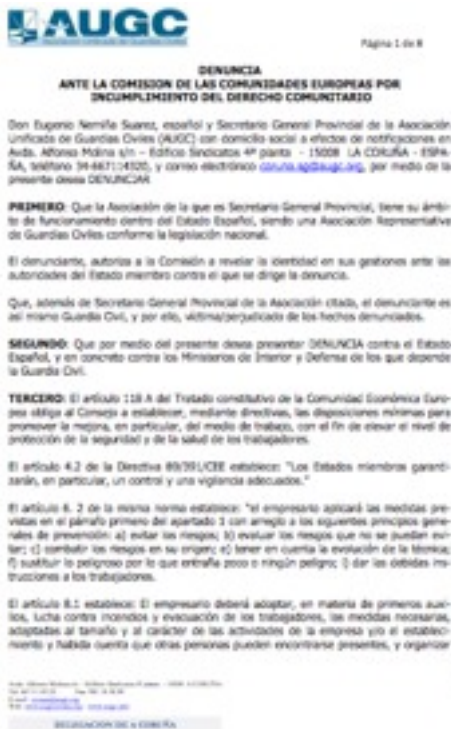 AUGC
Página 1 de 8
DENUNCIA
ANTE LA COMISION DE LAS COMUNIDADES EUROPEAS POR
INCUMPLIMIENTO DEL DERECHO COMUNITARIO
Don Eugenio Nemiña Suarez, español y Secretario General Provincial de la Asociación
Unificada de Guardias Civiles (AUGC) con domicilio social a efectos de notificaciones en
Avda. Alfonso Molina s/n – Edificio Sindicatos 4ª planta – 15008 LA CORUÑA – ESPA-
ÑA, teléfono y correo electrónico por medio de la
presente desea DENUNCIAR
PRIMERO: Que la Asociación de la que es Secretario General Provincial, tiene su ámbi-
to de funcionamiento dentro del Estado Español, siendo una Asociación Representativa
de Guardias Civiles conforme la legislación nacional.
El denunciante, autoriza a la Comisión a revelar la identidad en sus gestiones ante las
autoridades del Estado miembro contra el que se dirige la denuncia.
Que, además de Secretario General Provincial de la Asociación citada, el denunciante es
así mismo Guardia Civil, y por ello, víctima/perjudicado de los hechos denunciados.
SEGUNDO: Que por medio del presente desea presentar DENUNCIA contra el Estado
Español, y en concreto contra los Ministerios de Interior y Defensa de los que depende
la Guardia Civil.
TERCERO: El artículo 118 A del Tratado constitutivo de la Comunidad Económica Euro-
pea obliga al Consejo a establecer, mediante directivas, las disposiciones mínimas para
promover la mejora, en particular, del medio de trabajo, con el fin de elevar el nivel de
protección de la seguridad y de la salud de los trabajadores.
El artículo 4.2 de la Directiva 89/391/CEE establece: "Los Estados miembros garanti-
zarán, en particular, un control y una vigilancia adecuados."
El artículo 6. 2 de la misma norma establece: "el empresario aplicará las medidas pre-
vistas en el párrafo primero del apartado 1 con arreglo a los siguientes principios gene-
rales de prevención: a) evitar los riesgos; b) evaluar los riesgos que no se puedan evi-
tar; c) combatir los riesgos en su origen; e) tener en cuenta la evolución de la técnica;
f) sustituir lo peligroso por lo que entrañe poco o ningún peligro; i) dar las debidas ins-
trucciones a los trabajadores.
El artículo 8.1 establece: El empresario deberá adoptar, en materia de primeros auxi-
lios, lucha contra incendios y evacuación de los trabajadores, las medidas necesarias,
adaptadas al tamaño y al carácter de las actividades de la empresa y/o el estableci-
miento y habida cuenta que otras personas pueden encontrarse presentes, y organizar
DELEGACION DE A CORUÑA